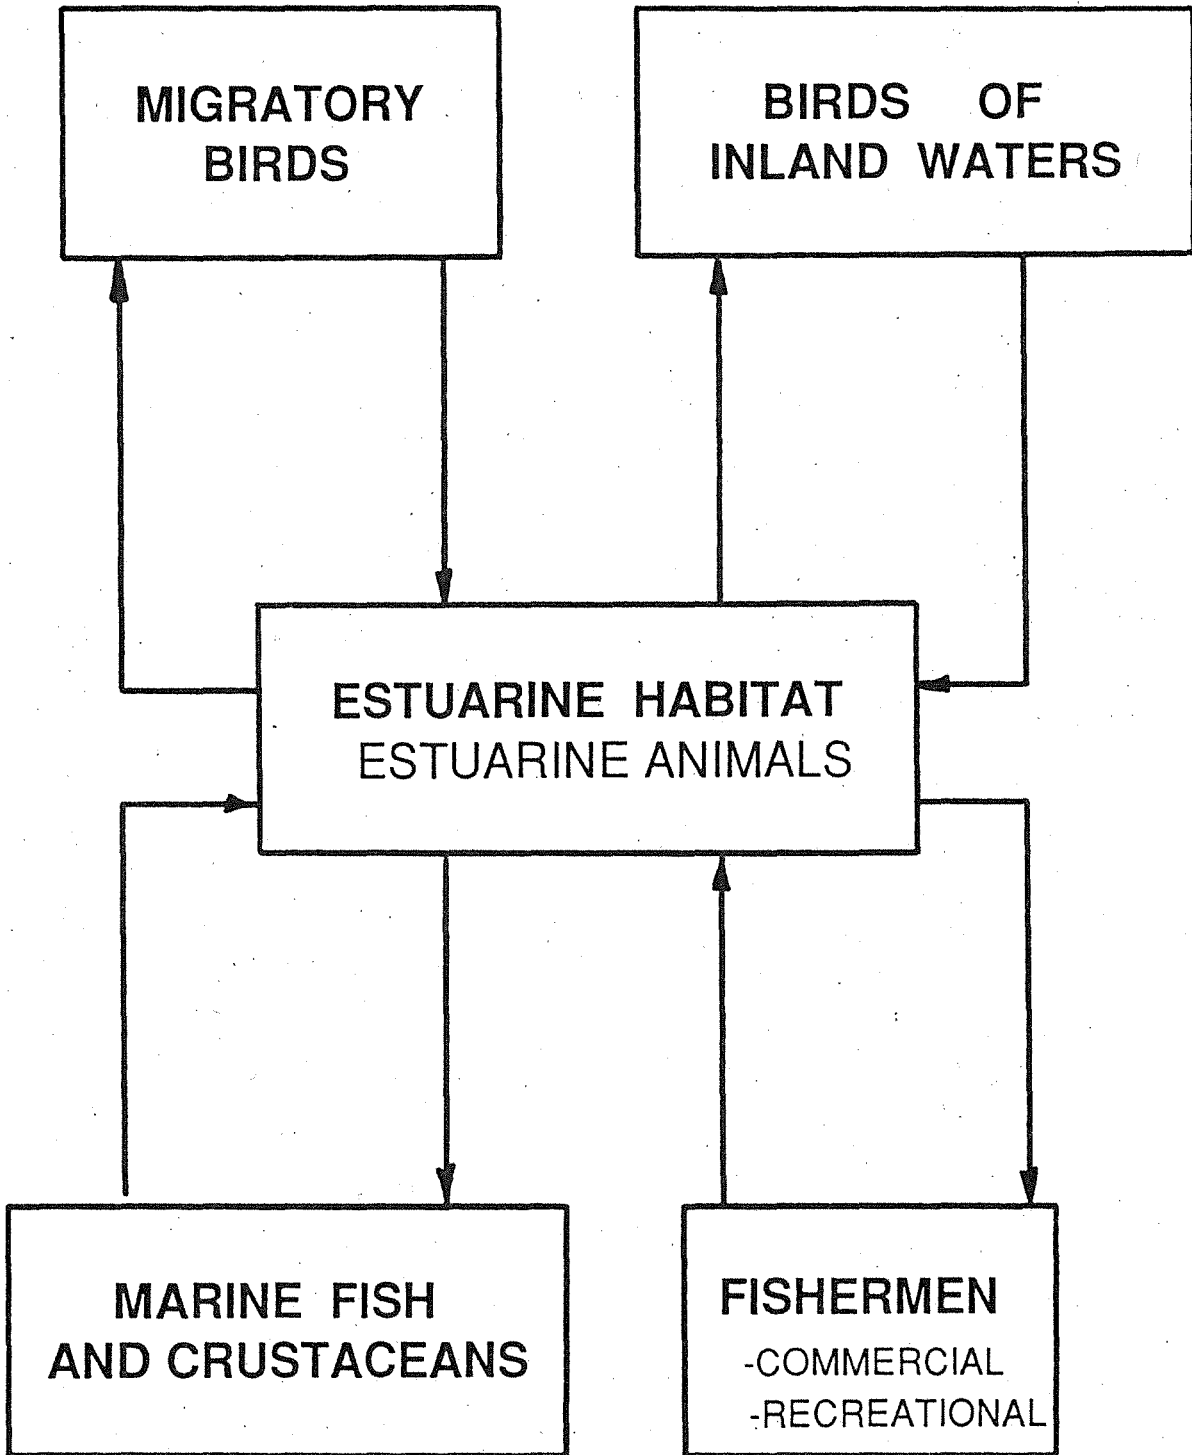 MIGRATORY
BIRDS
BIRDS OF
INLAND WATERS
ESTUARINE HABITAT
ESTUARINE ANIMALS
MARINE FISH
AND CRUSTACEANS
FISHERMEN
-COMMERCIAL
-RECREATIONAL